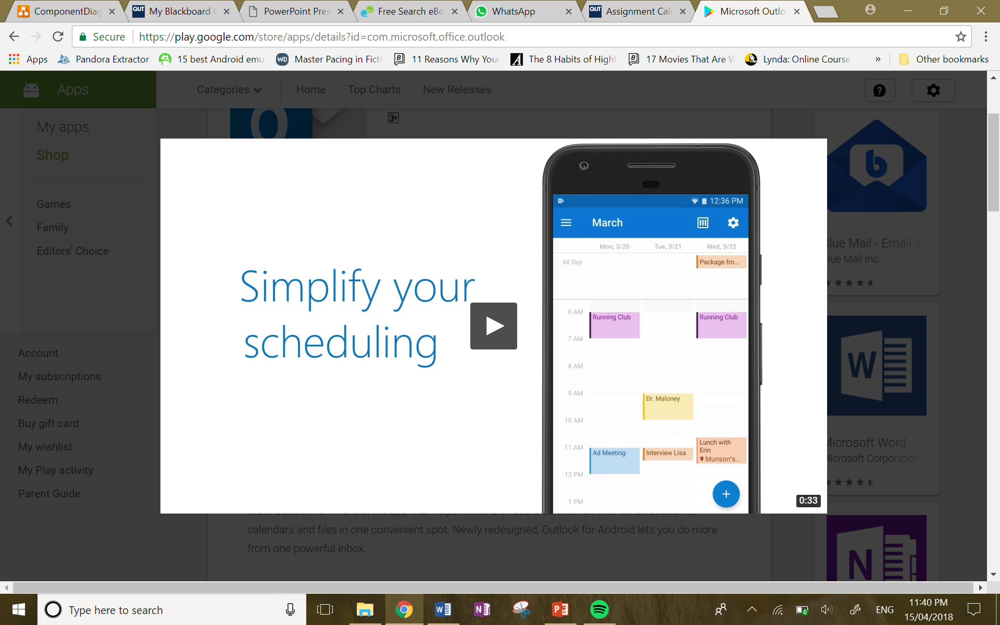 ComponentDiag
QUT My Blackboard
PowerPoint Pres
Free Search eBo
WhatsApp
QUT Assignment Cal
Microsoft Outlo
Secure https://play.google.com/store/apps/details?id=com.microsoft.office.outlook
Apps Pandora Extractor 15 best Android emu WD Master Pacing in Ficti 11 Reasons Why Your The 8 Habits of Highl 17 Movies That Are Lynda: Online Course » Other bookmarks
Apps Categories Home Top Charts New Releases
3+
My apps
Shop
Games
Family
Editors' Choice
Account
My subscriptions
Redeem
Buy gift card
My wishlist
My Play activity
Parent Guide
Simplify your
scheduling
12:36 PM
March
Mon, 3/20 Tue, 3/21 Wed, 3/22
All Day Package fro...
6 AM
Running Club Running Club
7 AM
8 AM
9 AM
Dr. Maloney
10 AM
Lunch with
Erin
Munson's...
11 AM
Ad Meeting Interview Lisa
12 PM
1 PM
0:33
calendars and files in one convenient spot. Newly redesigned, Outlook for Android lets you do more
from one powerful inbox.
Blue Mail - Email &
Blue Mail Inc.
Microsoft Word
Microsoft Corporation
Type here to search
ENG
11:40 PM
15/04/2018